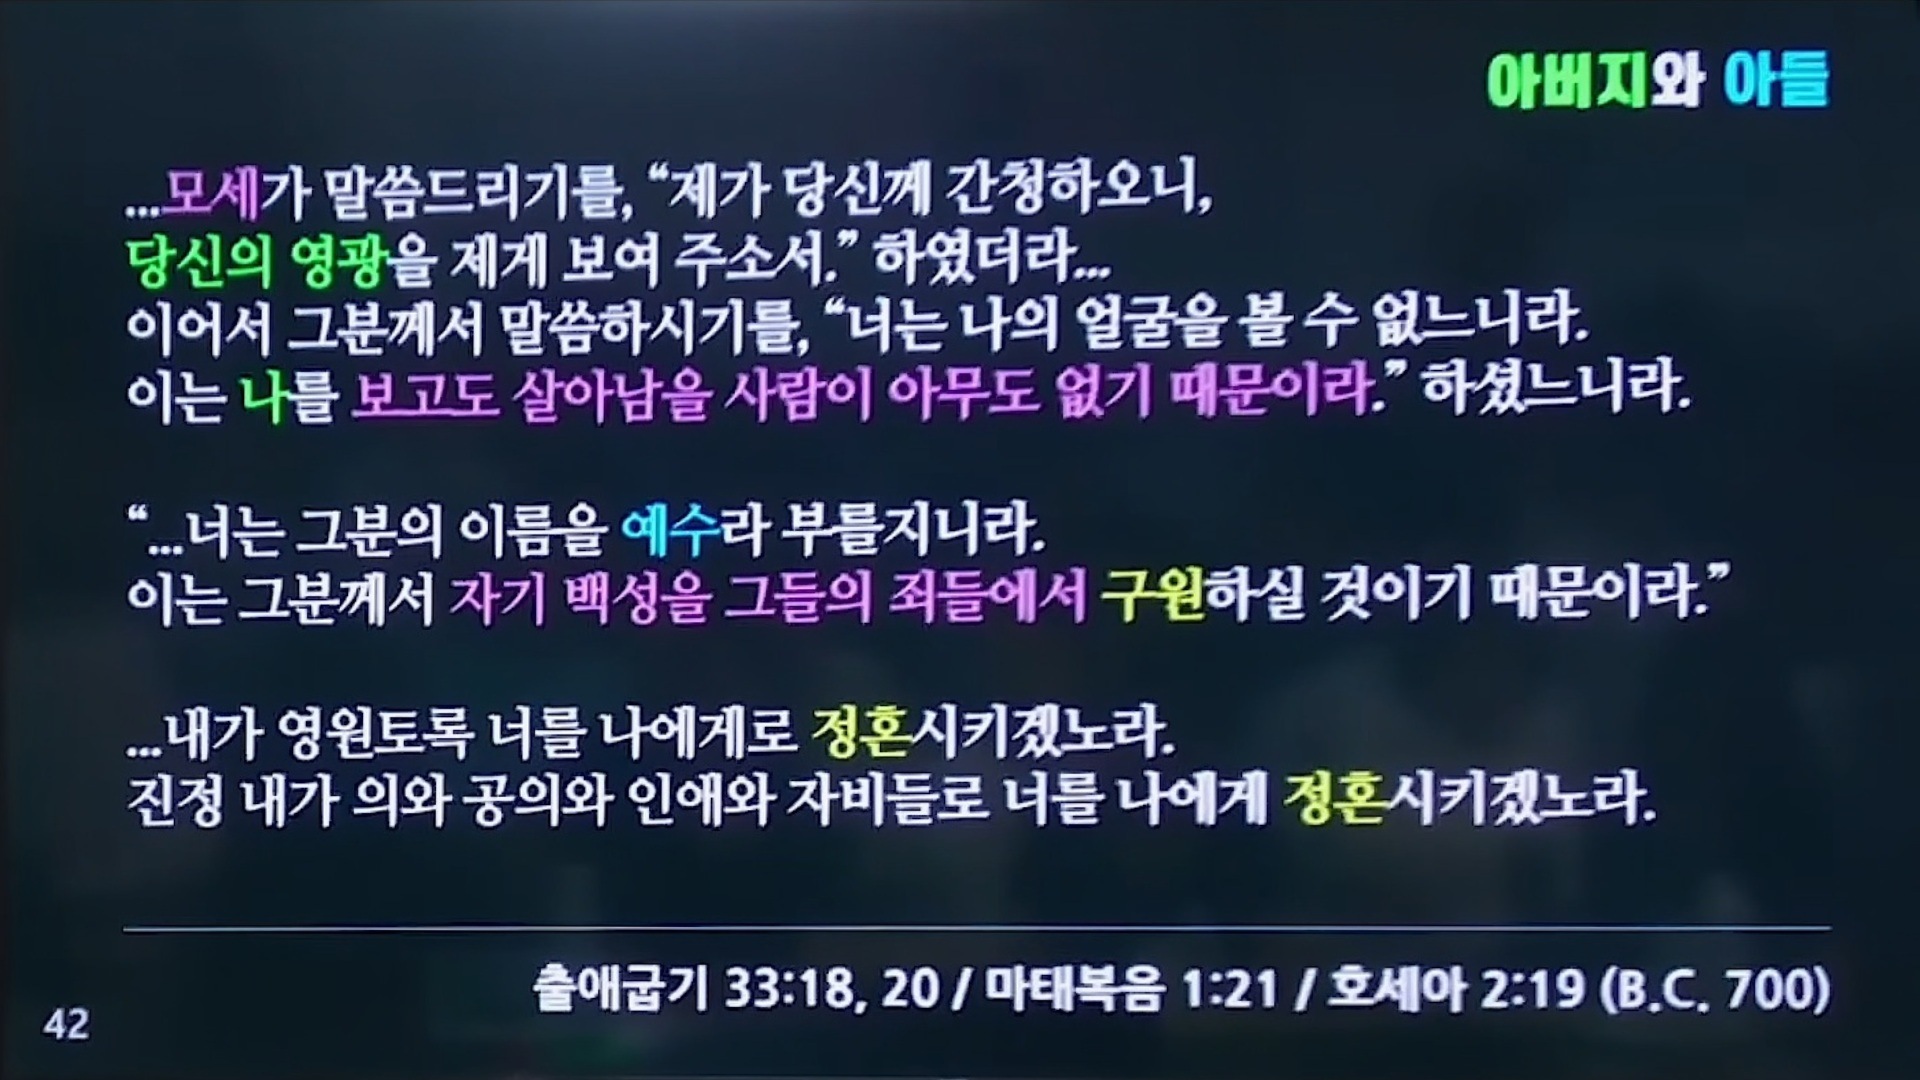 아버지와 아들
...모세가 말씀드리기를, “제가 당신께 간청하오니,
당신의 영광을 제게 보여 주소서.” 하였더라...
이어서 그분께서 말씀하시기를, “너는 나의 얼굴을 볼 수 없느니라.
이는 나를 보고도 살아남을 사람이 아무도 없기 때문이라.” 하셨느니라.
“...너는 그분의 이름을 예수라 부를지니라.
이는 그분께서 자기 백성을 그들의 죄들에서 구원하실 것이기 때문이라.”
...내가 영원토록 너를 나에게로 정혼시키겠노라.
진정 내가 의와 공의와 인애와 자비들로 너를 나에게 정혼시키겠노라.
출애굽기 33:18, 20 / 마태복음 1:21 / 호세아 2:19 (B.C. 700)
42